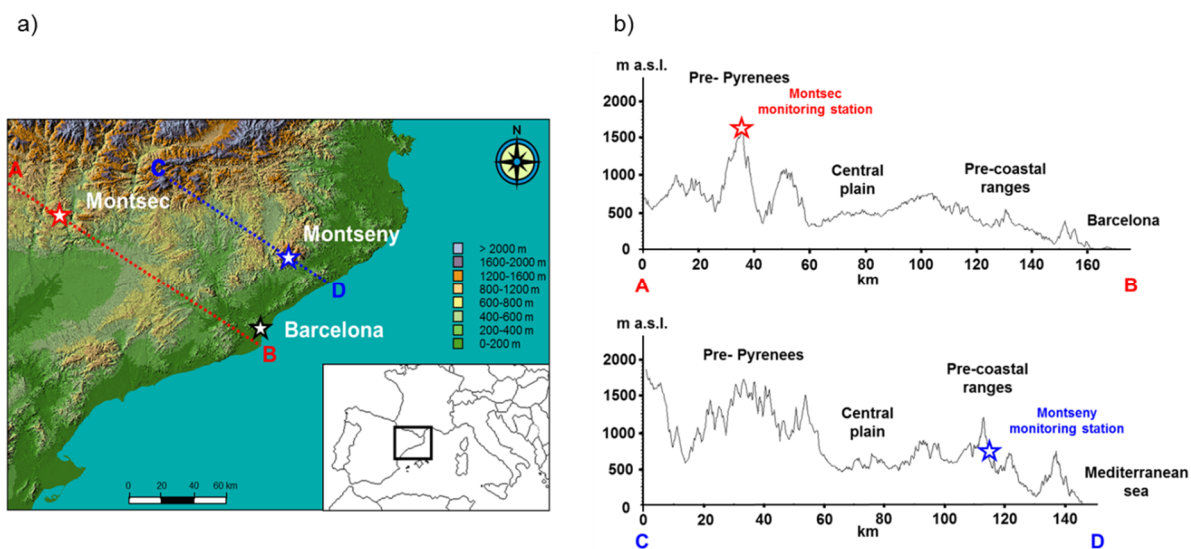 a)
N
A
C
Montsec
Montseny
> 2000 m
1600-2000 m
1200-1600 m
800-1200 m
600-800 m
400-600 m
200-400 m
0-200 m
D
Barcelona
B
0 20 40 60 km
b)
m a.s.l.
Pre- Pyrenees
Montsec
monitoring station
2000
1500
1000
500
0
Central
plain
Pre-coastal
ranges
Barcelona
0 20 40 60 80 100 120 140 160
km
A B
m a.s.l.
Pre- Pyrenees
2000
1500
1000
500
0
Central
plain
Pre-coastal
ranges
Montseny
monitoring station
Mediterranean
sea
0 20 40 60 80 100 120 140
km
C D